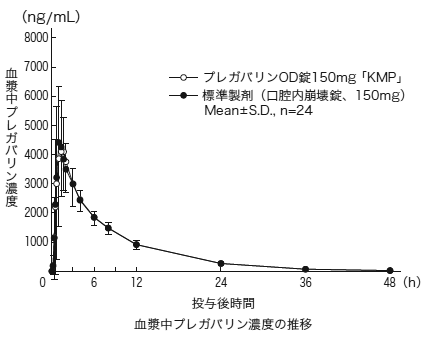 (ng/mL)
8000
7000
6000
5000
4000
3000
2000
1000
0
血漿中プレガバリン濃度
プレガバリンOD錠150mg「KMP」
標準製剤（口腔内崩壊錠、150mg）
Mean±S.D., n=24
6
12
24
36
48
(h)
投与後時間
血漿中プレガバリン濃度の推移